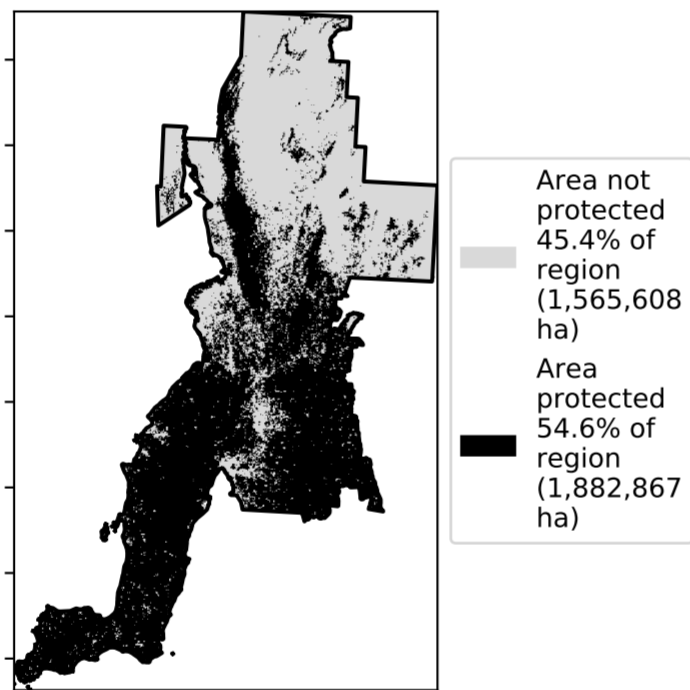 Area not
protected
45.4% of
region
(1,565,608
ha)
Area
protected
54.6% of
region
(1,882,867
ha)